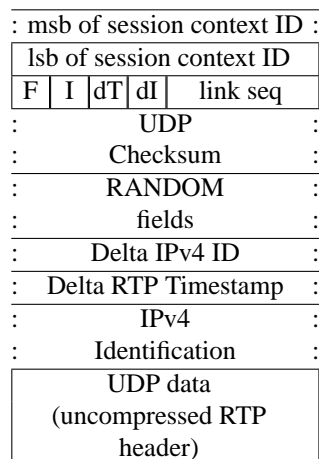 : msb of session context ID :
lsb of session context ID
F I dT dI link seq
: UDP :
: Checksum :
: RANDOM :
: fields :
: Delta IPv4 ID :
: Delta RTP Timestamp :
: IPv4 :
: Identification :
UDP data
(uncompressed RTP
header)